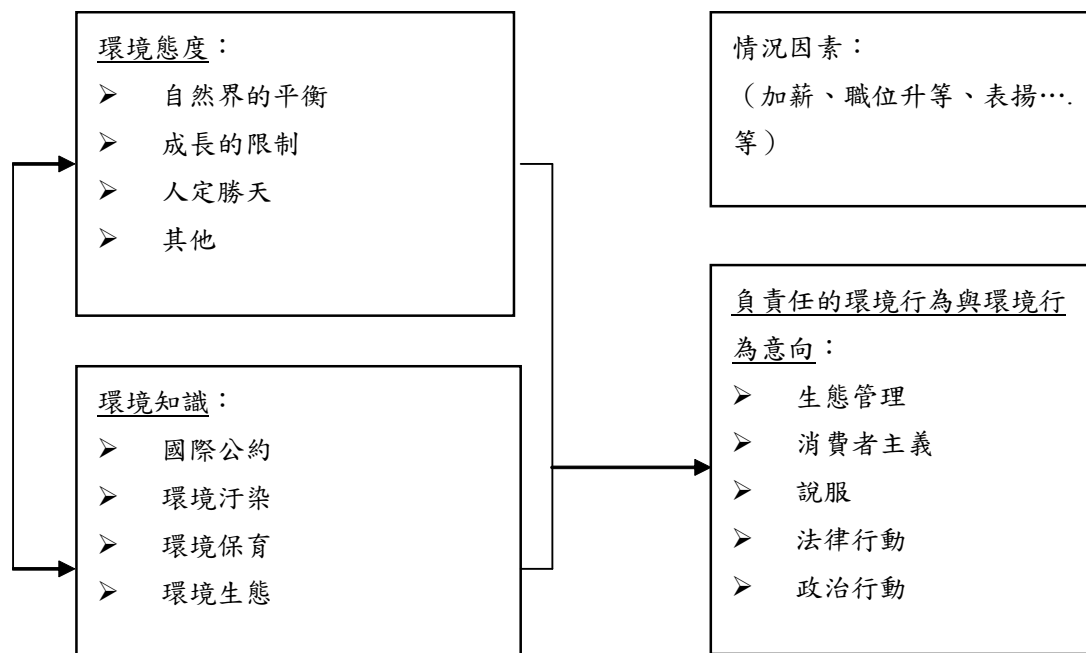 環境態度：
➢ 自然界的平衡
➢ 成長的限制
➢ 人定勝天
➢ 其他
情況因素：
（加薪、職位升等、表揚….
等）
環境知識：
➢ 國際公約
➢ 環境汙染
➢ 環境保育
➢ 環境生態
負責任的環境行為與環境行
為意向：
➢ 生態管理
➢ 消費者主義
➢ 說服
➢ 法律行動
➢ 政治行動